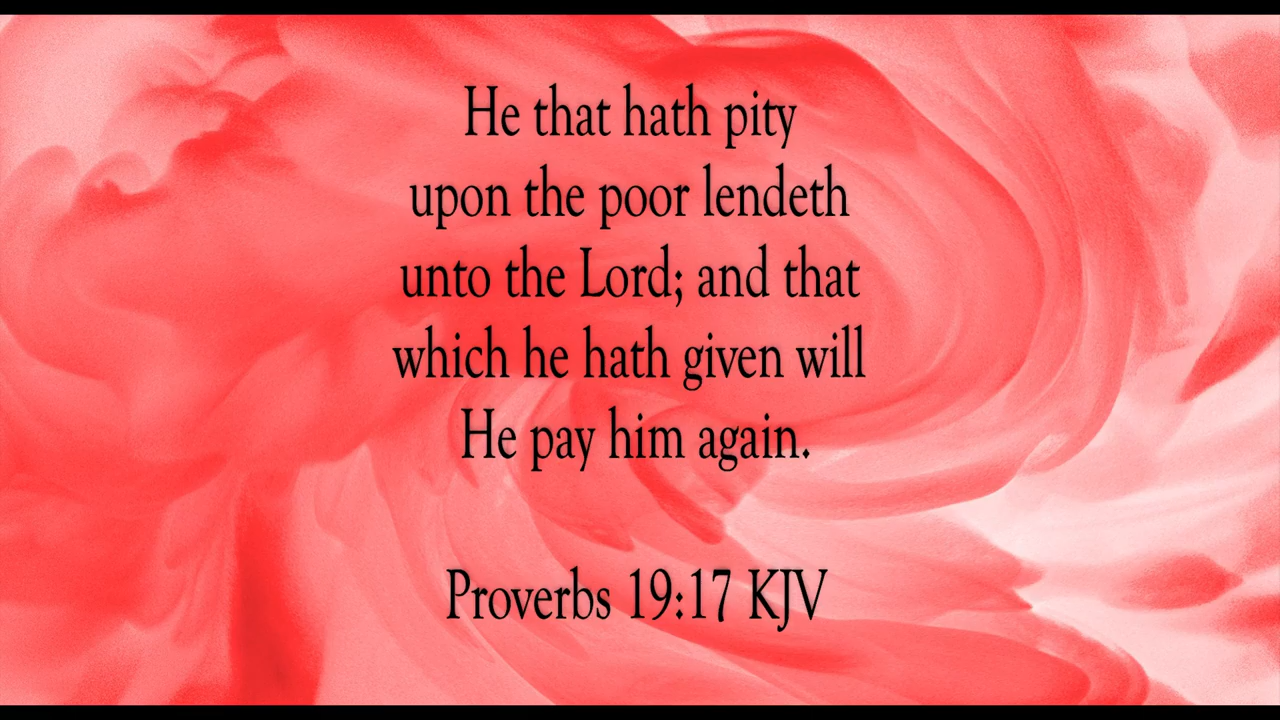 He that hath pity
upon the poor lendeth
unto the Lord; and that
which he hath given will
He pay him again.
Proverbs 19:17 KJV